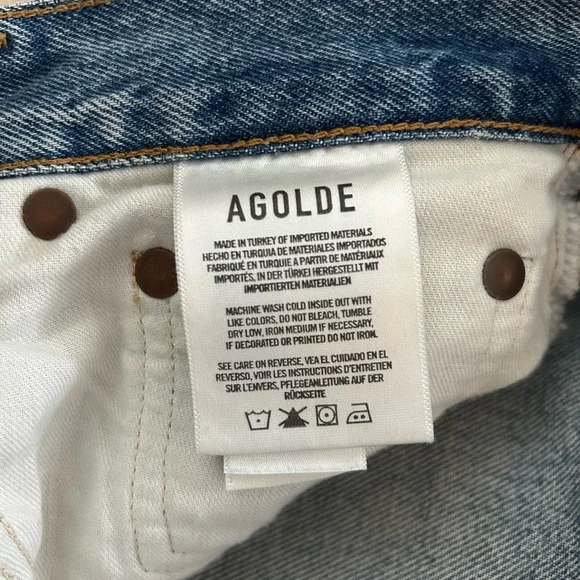 AGOLDE
MADE IN TURKEY OF IMPORTED MATERIALS
HECHO EN TURQUIA DE MATERIALES IMPORTADOS
FABRIQUÉ EN TURQUIE A PARTIR DE MATÉRIAUX
IMPORTÉS. IN DER TÜRKEI HERGESTELLT MIT
IMPORTIERTEN MATERIALIEN
MACHINE WASH COLD INSIDE OUT WITH
LIKE COLORS, DO NOT BLEACH, TUMBLE
DRY LOW, IRON MEDIUM IF NECESSARY,
IF DECORATED OR PRINTED DO NOT IRON.
SEE CARE ON REVERSE, VEA EL CUIDADO EN EL
REVERSO, VOIR LES INSTRUCTIONS D'ENTRETIEN
SUR L'ENVERS, PFLEGEANLEITUNG AUF DER
RÜCKSEITE